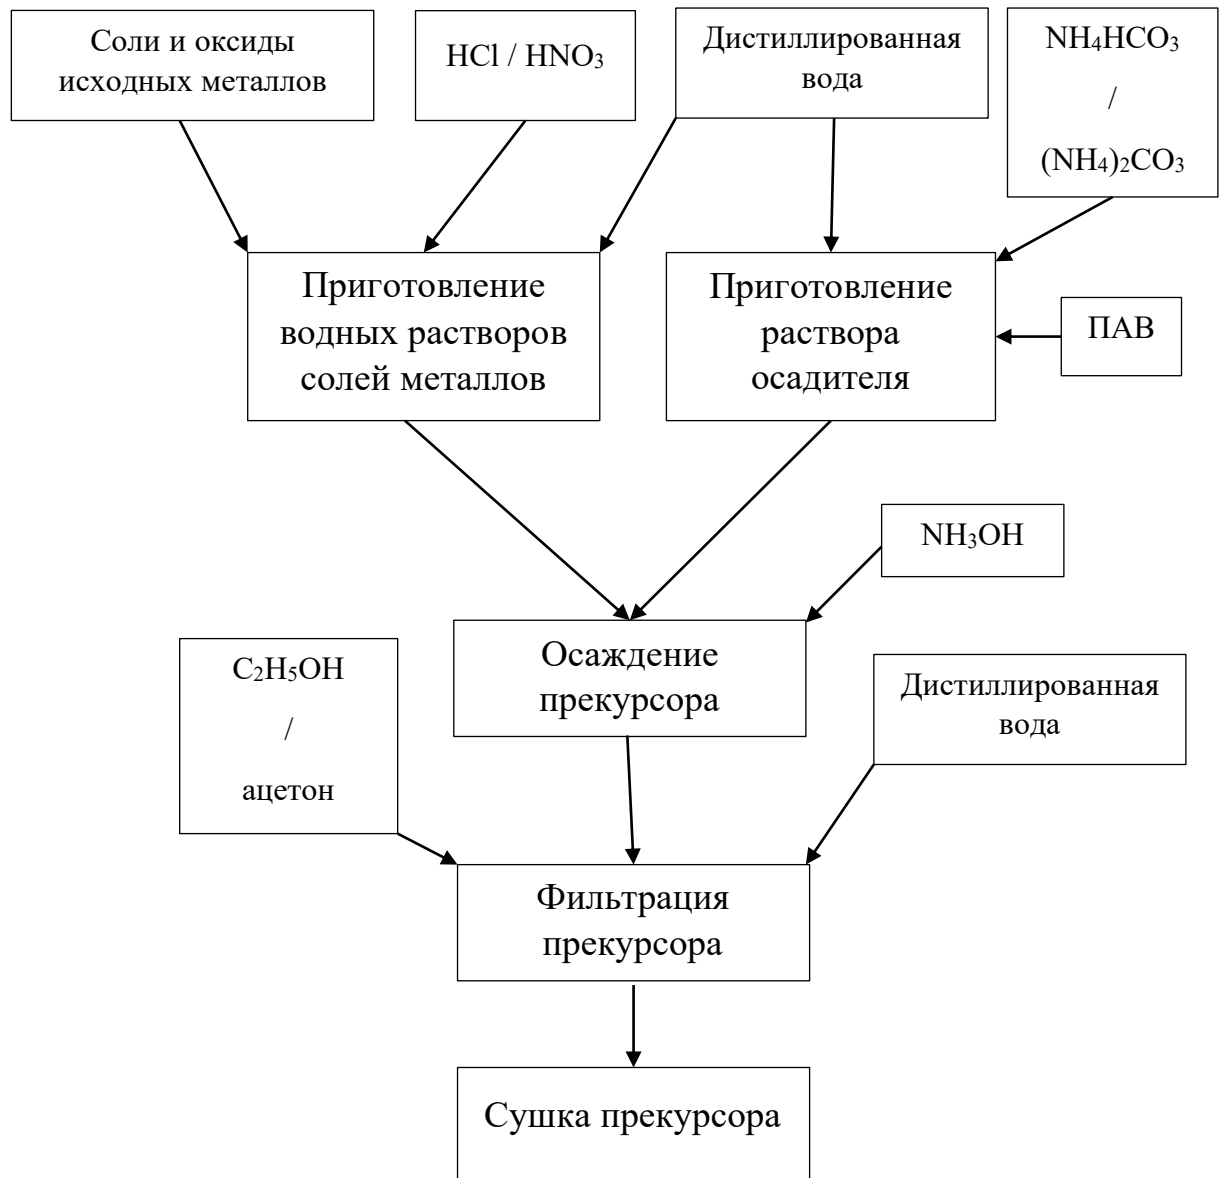 Соли и оксиды
исходных металлов
HCl / HNO₃
Дистиллированная
вода
NH₄HCO₃
/
(NH₄)₂CO₃
Приготовление
водных растворов
солей металлов
Приготовление
раствора
осадителя
ПАВ
NH₃OH
Осаждение
прекурсора
C₂H₅OH
/
ацетон
Дистиллированная
вода
Фильтрация
прекурсора
Сушка прекурсора